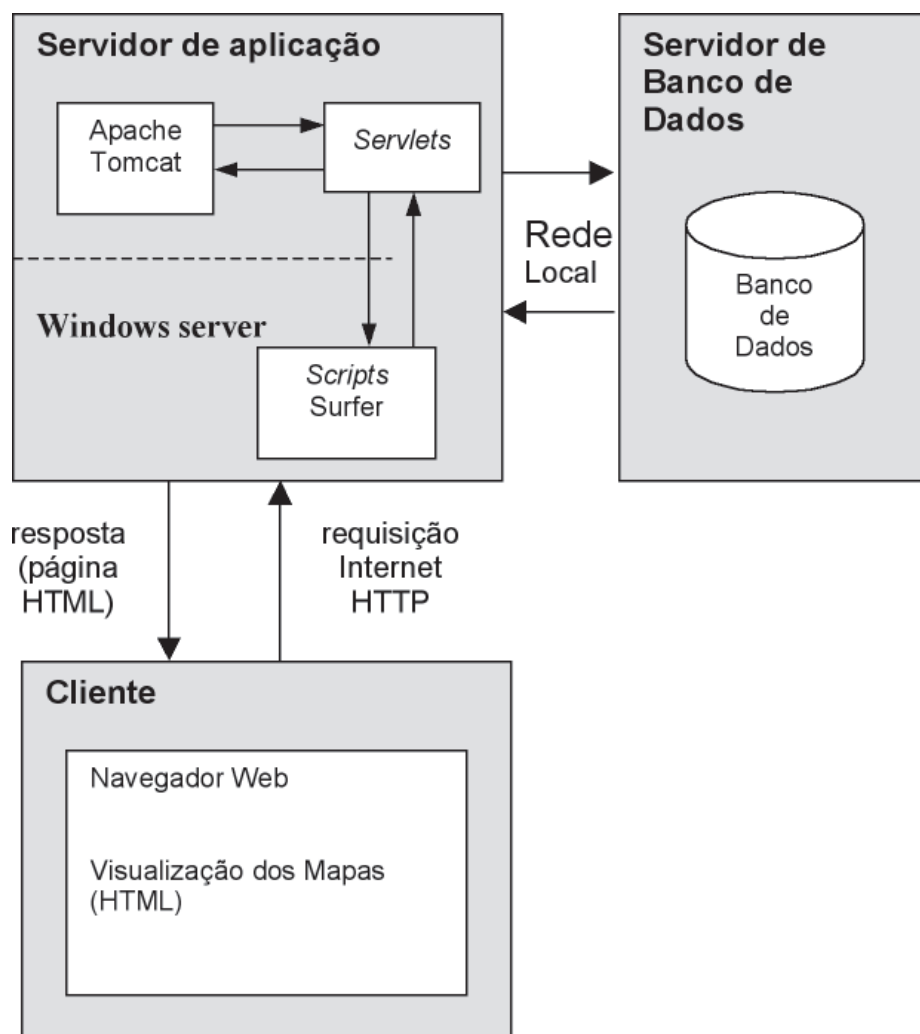 Servidor de aplicação
Apache
Tomcat
Servlets
Windows server
Scripts
Surfer
Rede
Local
Servidor de
Banco de
Dados
Banco
de
Dados
resposta
(página
HTML)
requisição
Internet
HTTP
Cliente
Navegador Web
Visualização dos Mapas
(HTML)